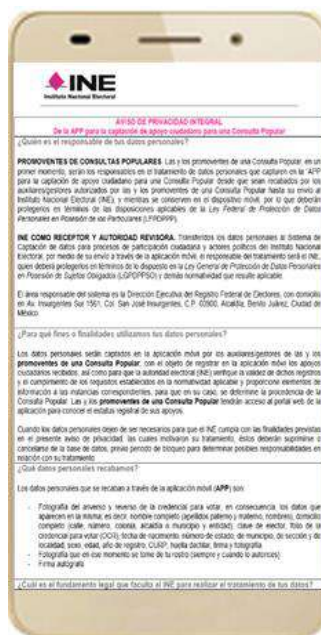 INE
Instituto Nacional Electoral
AVISO DE PRIVACIDAD INTEGRAL
De la APP para la captación de apoyo ciudadano para una Consulta Popular
¿Quién es el responsable de tus datos personales?
PROMOVENTES DE CONSULTAS POPULARES. Las y los promoventes de una Consulta Popular, en un
primer momento, serán los responsables en el tratamiento de datos personales que capturen en la "APP
para la captación de apoyo ciudadano para una Consulta Popular desde que sean recabados por los
auxiliares/gestores autorizados por las y los promoventes de una Consulta Popular hasta su envío al
Instituto Nacional Electoral (INE), y mientras se conserven en el dispositivo móvil, por lo que deberán
protegerlos en términos de las disposiciones aplicables de la Ley Federal de Protección de Datos
Personales en Posesión de los Particulares (LFPDPPP).
INE COMO RECEPTOR Y AUTORIDAD REVISORA. Transferidos los datos personales al Sistema de
Captación de datos para procesos de participación ciudadana y actores políticos del Instituto Nacional
Electoral, por medio de su envío a través de la aplicación móvil, el responsable del tratamiento será el INE,
quien deberá protegerlos en términos de lo dispuesto en la Ley General de Protección de Datos Personales
en Posesión de Sujetos Obligados (LGPDPPSO) y demás normatividad que resulte aplicable.
El área responsable del sistema es la Dirección Ejecutiva del Registro Federal de Electores, con domicilio
en Av. Insurgentes Sur 1561, Col. San José Insurgentes, C.P. 03900, Alcaldía, Benito Juárez, Ciudad de
México.
¿Para qué fines o finalidades utilizamos tus datos personales?
Los datos personales serán captados en la aplicación móvil por los auxiliares/gestores de las y los
promoventes de una Consulta Popular, con el objeto de registrar en la aplicación móvil los apoyos
ciudadanos recibidos, así como para que la autoridad electoral (INE) verifique la validez de dichos registros
y el cumplimiento de los requisitos establecidos en la normatividad aplicable y proporcione elementos de
información a las instancias correspondientes, para que en su caso, se determine la procedencia de la
Consulta Popular. Las y los promoventes de una Consulta Popular tendrán acceso al portal web de la
aplicación para conocer el estatus registral de sus apoyos.
Cuando los datos personales dejen de ser necesarios para que el INE cumpla con las finalidades previstas
en el presente aviso de privacidad, las cuales motivaron su tratamiento, éstos deberán suprimirse o
cancelarse de la base de datos, previo periodo de bloqueo para determinar posibles responsabilidades en
relación con su tratamiento.
¿Qué datos personales recabamos?
Los datos personales que se recaban a través de la aplicación móvil (APP) son:
- Fotografía del anverso y reverso de la credencial para votar, en consecuencia, los datos que
aparecen en la misma, es decir: nombre completo (apellidos paterno y materno, nombre/s), domicilio
completo (calle, número, colonia, alcaldía o municipio y entidad), clave de elector, folio de la
credencial para votar (OCR), fecha de nacimiento, número de estado, de municipio, de sección y de
localidad, sexo, edad, año de registro, CURP, huella dactilar, firma y fotografía
- Fotografía que en ese momento se tome de tu rostro (siempre y cuando lo autorices)
- Firma autógrafa
¿Cuál es el fundamento legal que faculta al INE para realizar el tratamiento de tus datos?